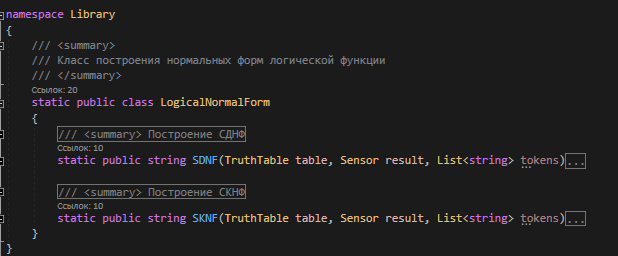 namespace Library
{
/// <summary>
/// Класс построения нормальных форм логической функции
/// </summary>
Ссылок: 20
static public class LogicalNormalForm
{
/// <summary> Построение СДНФ
Ссылок: 10
static public string SDNF(TruthTable table, Sensor result, List<string> tokens)...
/// <summary> Построение СКНФ
Ссылок: 10
static public string SKNF(TruthTable table, Sensor result, List<string> tokens)...
}
}